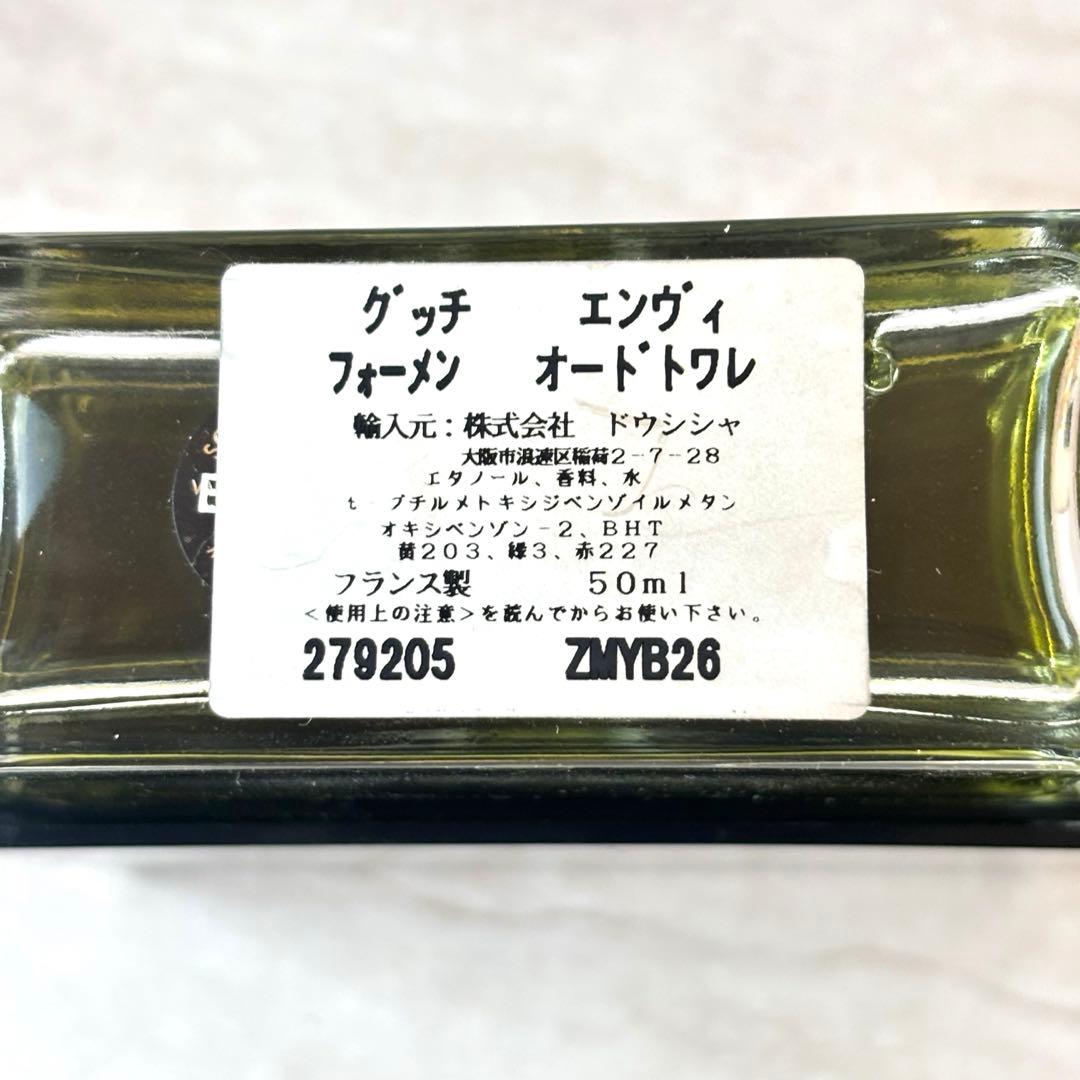 グッチ　エンヴィ
フォーメン　オードトワレ
輸入元：株式会社　ドウシシャ
大阪市浪速区稲荷２−７−２８
エタノール、香料、水
ｔ−ブチルメトキシジベンゾイルメタン
オキシベンゾン−２、ＢＨＴ
黄２０３、緑３、赤２２７
フランス製　５０ｍｌ
＜使用上の注意＞を読んでからお使い下さい。
279205　ZMYB26